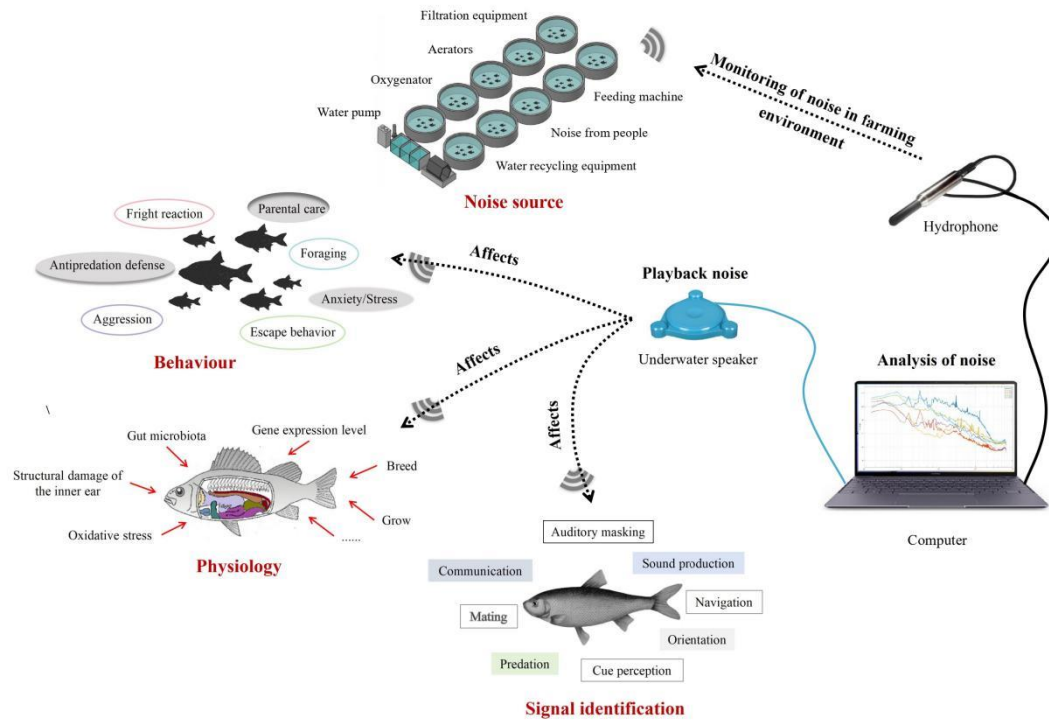 Filtration equipment
Aerators
Oxygenator
Water pump
Feeding machine
Noise from people
Water recycling equipment
Noise source
Monitoring of noise in farming
environment
Hydrophone
Fright reaction
Parental care
Antipredation defense
Foraging
Anxiety/Stress
Aggression
Escape behavior
Behaviour
Affects
Affects
Affects
Playback noise
Underwater speaker
Analysis of noise
Computer
\
Gut microbiota
Gene expression level
Breed
Structural damage of
the inner ear
Grow
Oxidative stress
......
Physiology
Auditory masking
Communication
Sound production
Mating
Navigation
Orientation
Predation
Cue perception
Signal identification